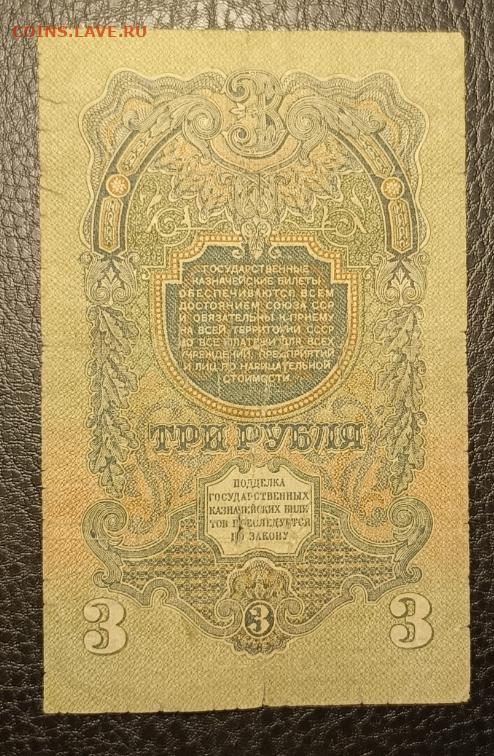 COINS.LAVE.RU
3
ГОСУДАРСТВЕННЫЕ
КАЗНАЧЕЙСКИЕ БИЛЕТЫ
ОБЕСПЕЧИВАЮТСЯ ВСЕМ
ДОСТОЯНИЕМ СОЮЗА ССР
И ОБЯЗАТЕЛЬНЫ К ПРИЕМУ
НА ВСЕЙ ТЕРРИТОРИИ СССР
ВО ВСЕ ПЛАТЕЖИ ДЛЯ ВСЕХ
УЧРЕЖДЕНИЙ, ПРЕДПРИЯТИЙ
И ЛИЦ ПО НАРИЦАТЕЛЬНОЙ
СТОИМОСТИ.
ТРИ РУБЛЯ
ПОДДЕЛКА
ГОСУДАРСТВЕННЫХ
КАЗНАЧЕЙСКИХ БИЛЕ
ТОВ ПРЕСЛЕДУЕТСЯ
ПО ЗАКОНУ
3 3 3